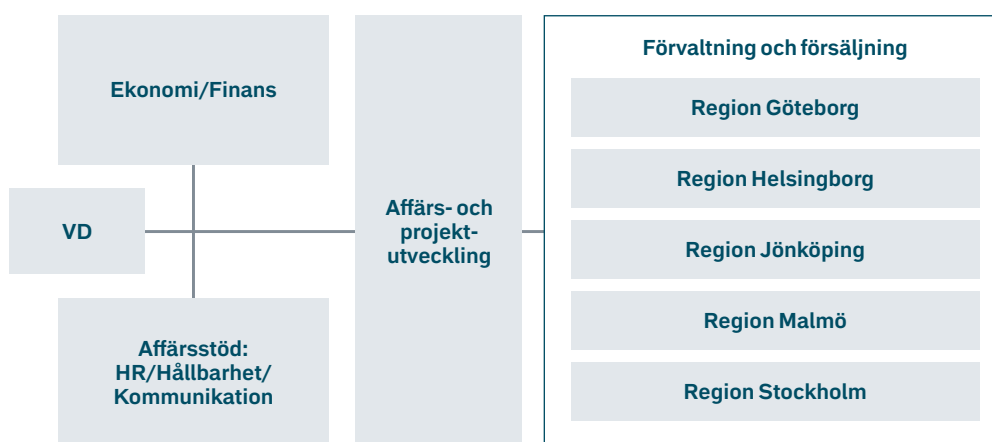 Ekonomi/Finans
VD
Affärsstöd:
HR/Hållbarhet/
Kommunikation
Affärs- och
projekt-
utveckling
Förvaltning och försäljning
Region Göteborg
Region Helsingborg
Region Jönköping
Region Malmö
Region Stockholm